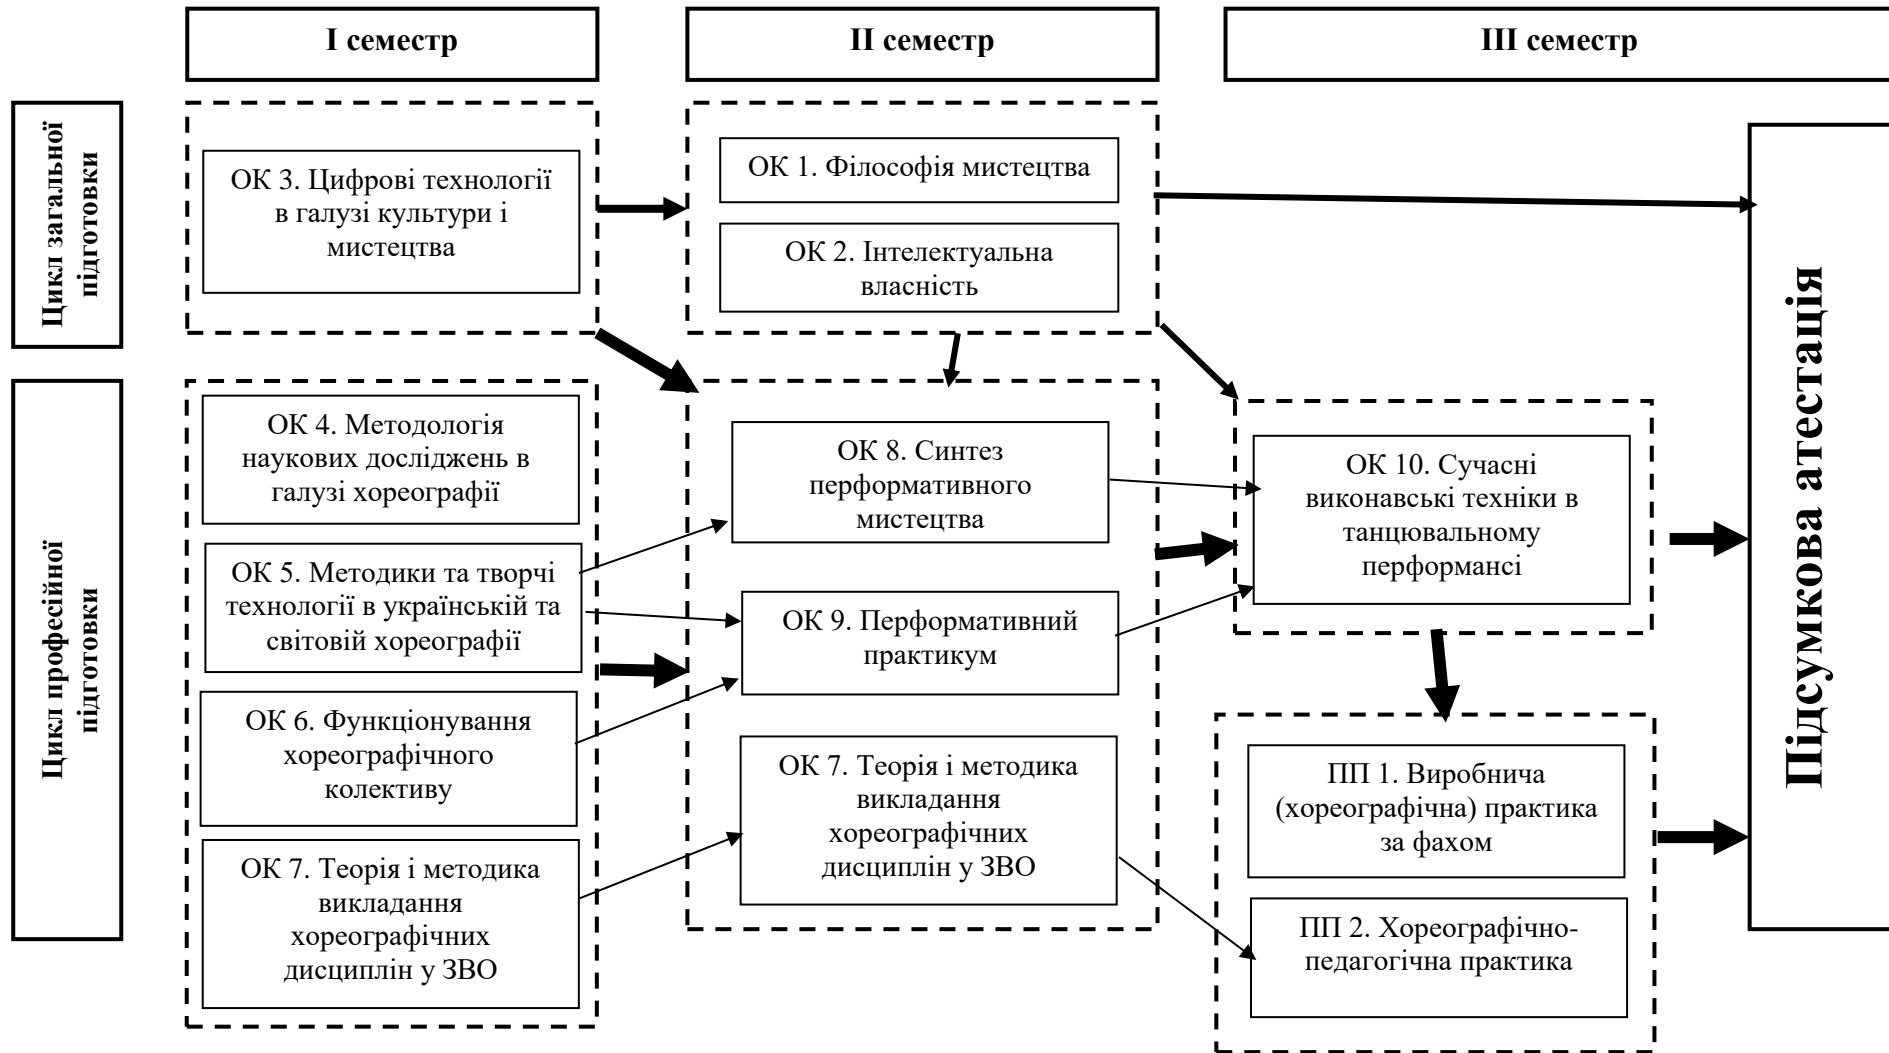 І семестр
ІІ семестр
ІІІ семестр
Цикл загальної
підготовки
ОК 3. Цифрові технології
в галузі культури і
мистецтва
ОК 1. Філософія мистецтва
ОК 2. Інтелектуальна
власність
Цикл професійної
підготовки
ОК 4. Методологія
наукових досліджень в
галузі хореографії
ОК 5. Методики та творчі
технології в українській та
світовій хореографії
ОК 6. Функціонування
хореографічного
колективу
ОК 7. Теорія і методика
викладання
хореографічних
дисциплін у ЗВО
ОК 8. Синтез
перформативного
мистецтва
ОК 9. Перформативний
практикум
ОК 7. Теорія і методика
викладання
хореографічних
дисциплін у ЗВО
ОК 10. Сучасні
виконавські техніки в
танцювальному
перформансі
ПП 1. Виробнича
(хореографічна) практика
за фахом
ПП 2. Хореографічно-
педагогічна практика
Підсумкова атестація